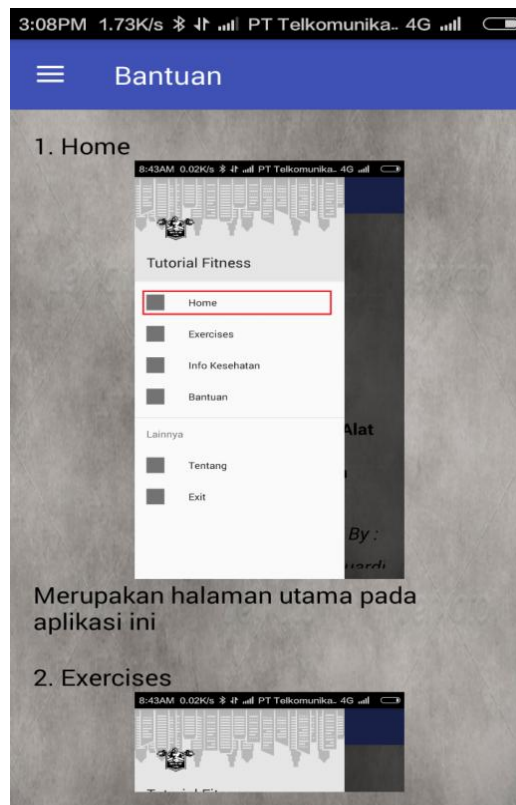 3:08PM 1.73K/s PT Telkomunika.. 4G
Bantuan
1. Home
8:43AM 0.02K/s PT Telkomunika.. 4G
Tutorial Fitness
Home
Exercises
Info Kesehatan
Bantuan
Alat
Lainnya
Tentang
Exit
By :
Merupakan halaman utama pada
aplikasi ini
2. Exercises
8:43AM 0.02K/s PT Telkomunika.. 4G